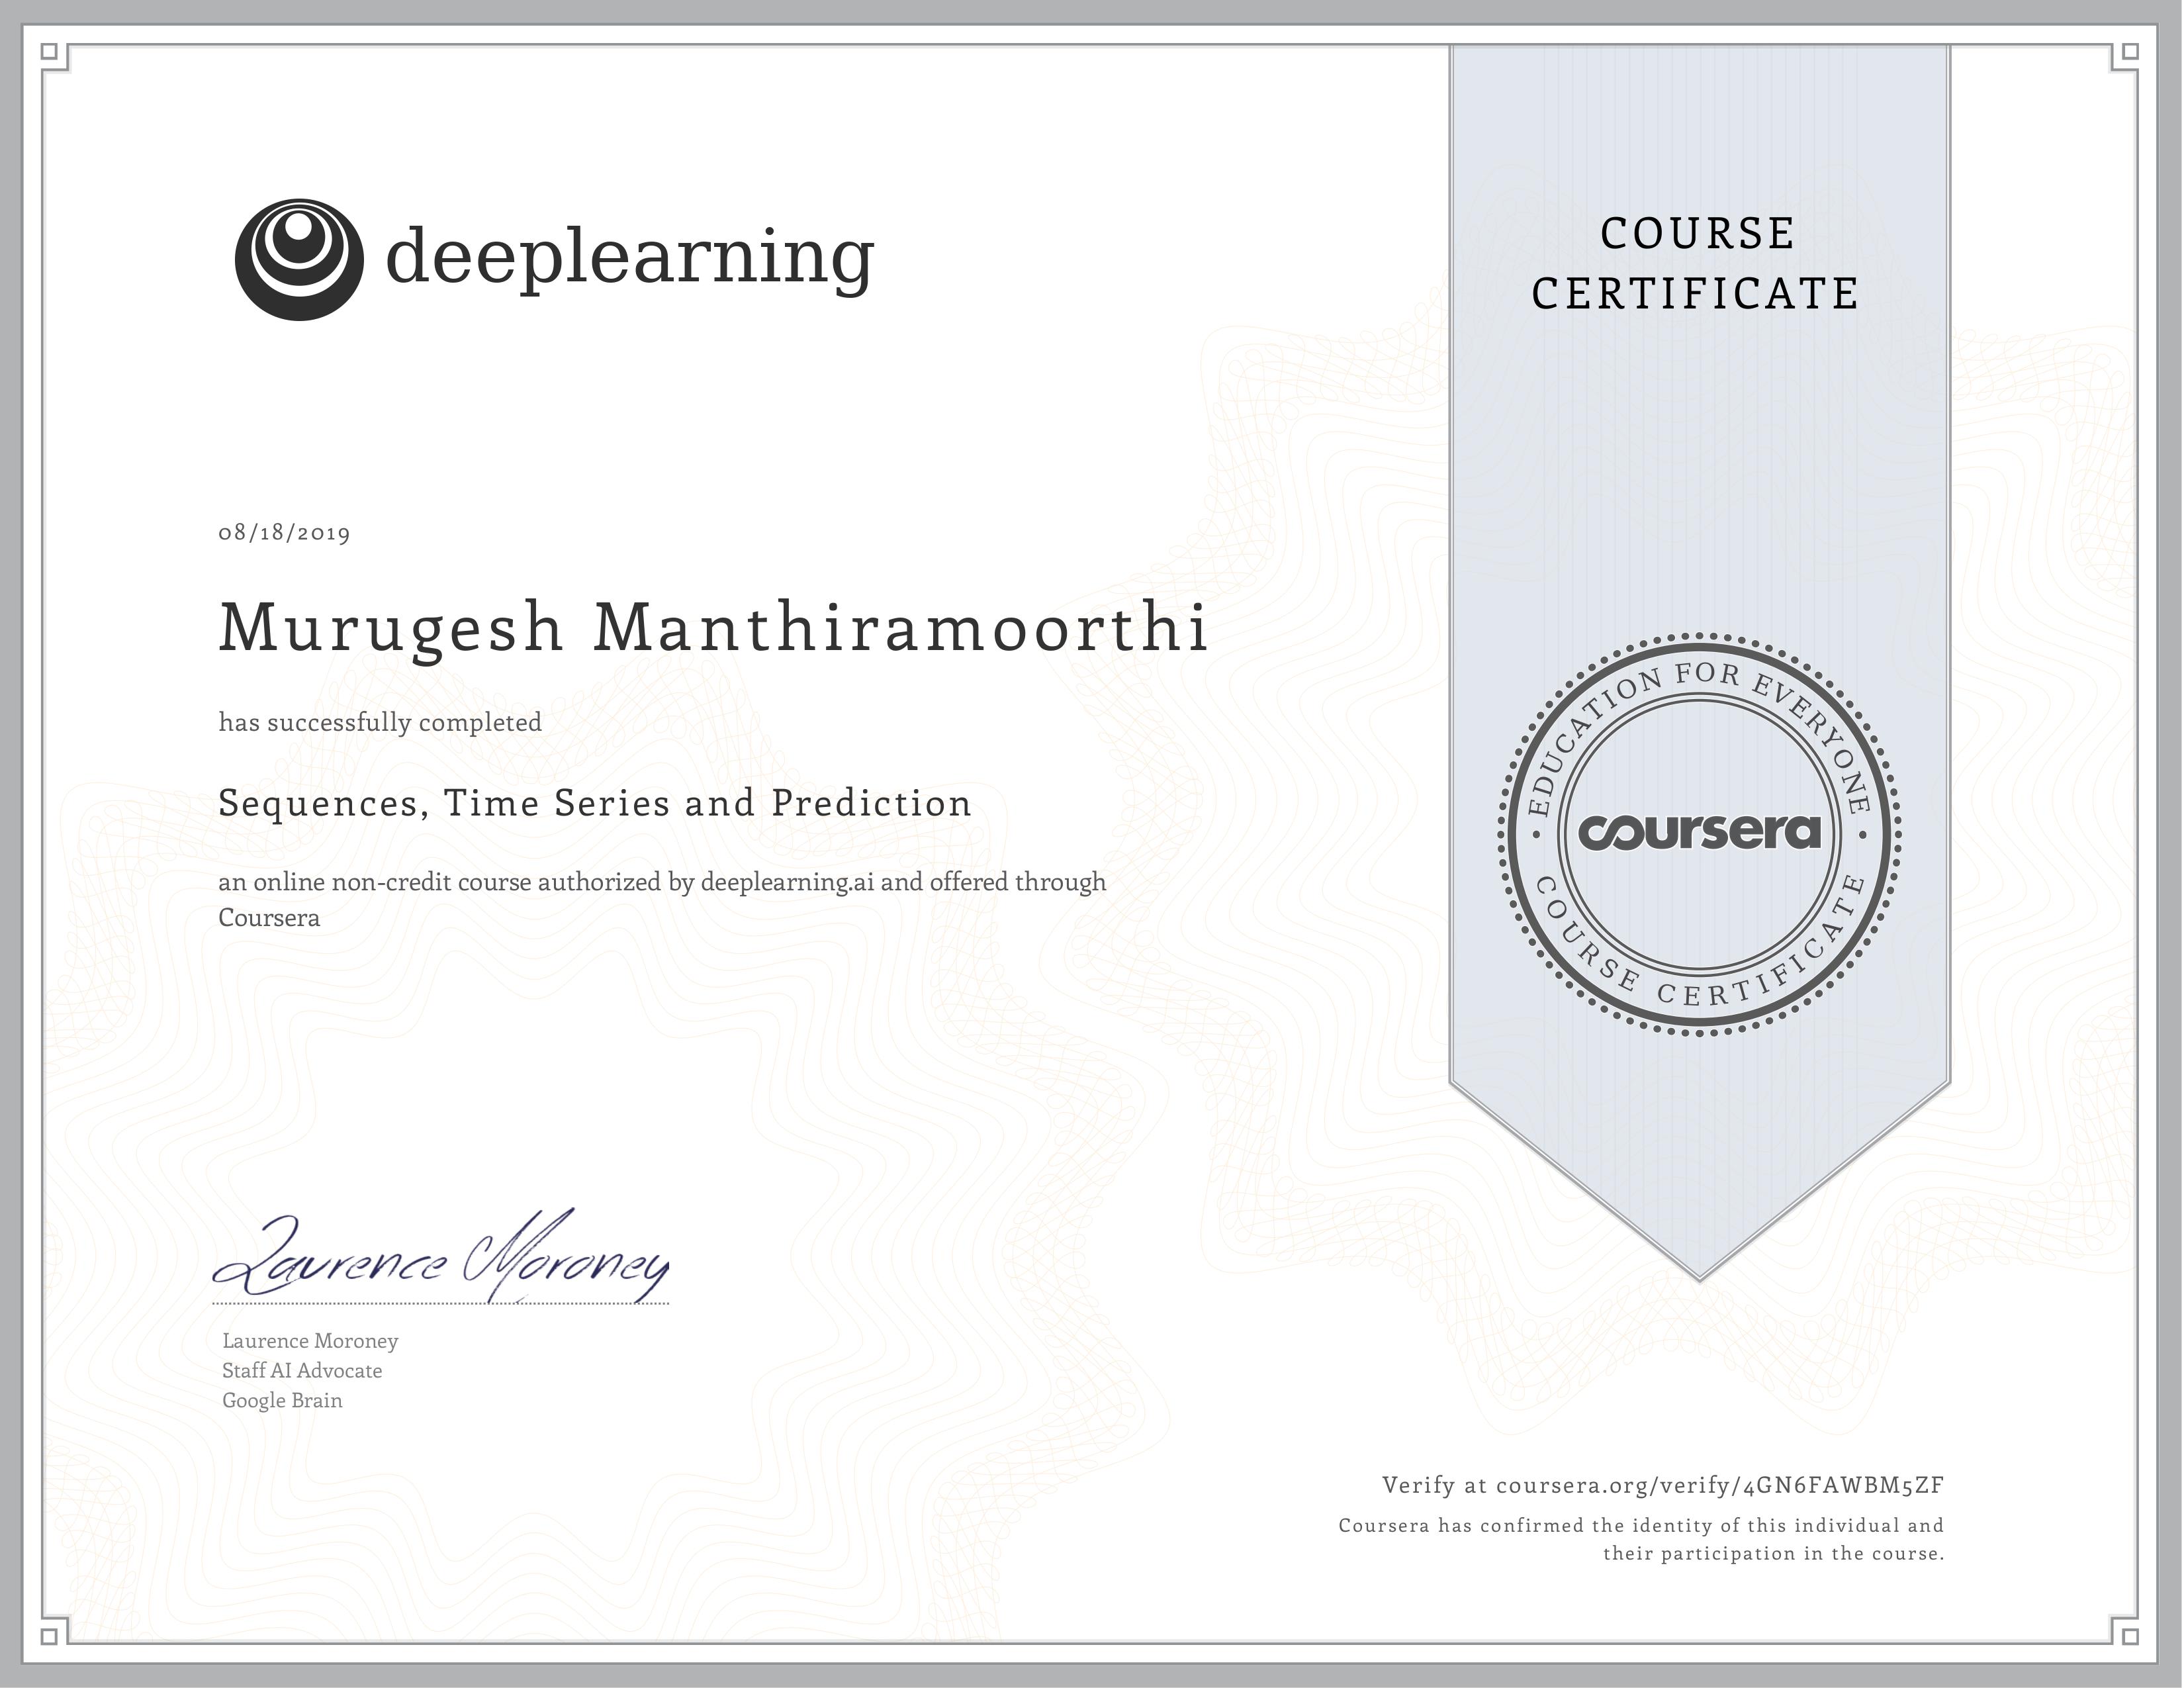 deeplearning
COURSE
CERTIFICATE
08/18/2019
Murugesh Manthiramoorthi
has successfully completed
Sequences, Time Series and Prediction
an online non-credit course authorized by deeplearning.ai and offered through
Coursera
EDUCATION FOR EVERYONE
coursera
COURSE CERTIFICATE
Laurence Moroney
Laurence Moroney
Staff AI Advocate
Google Brain
Verify at coursera.org/verify/4GN6FAWBM5ZF
Coursera has confirmed the identity of this individual and
their participation in the course.